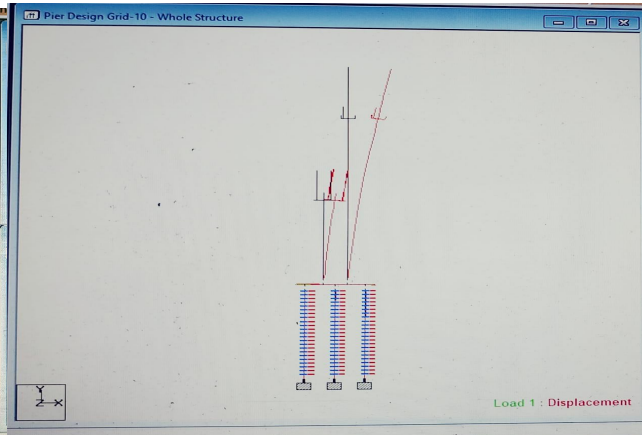 Pier Design Grid-10 - Whole Structure
Y
Z X
Load 1 : Displacement